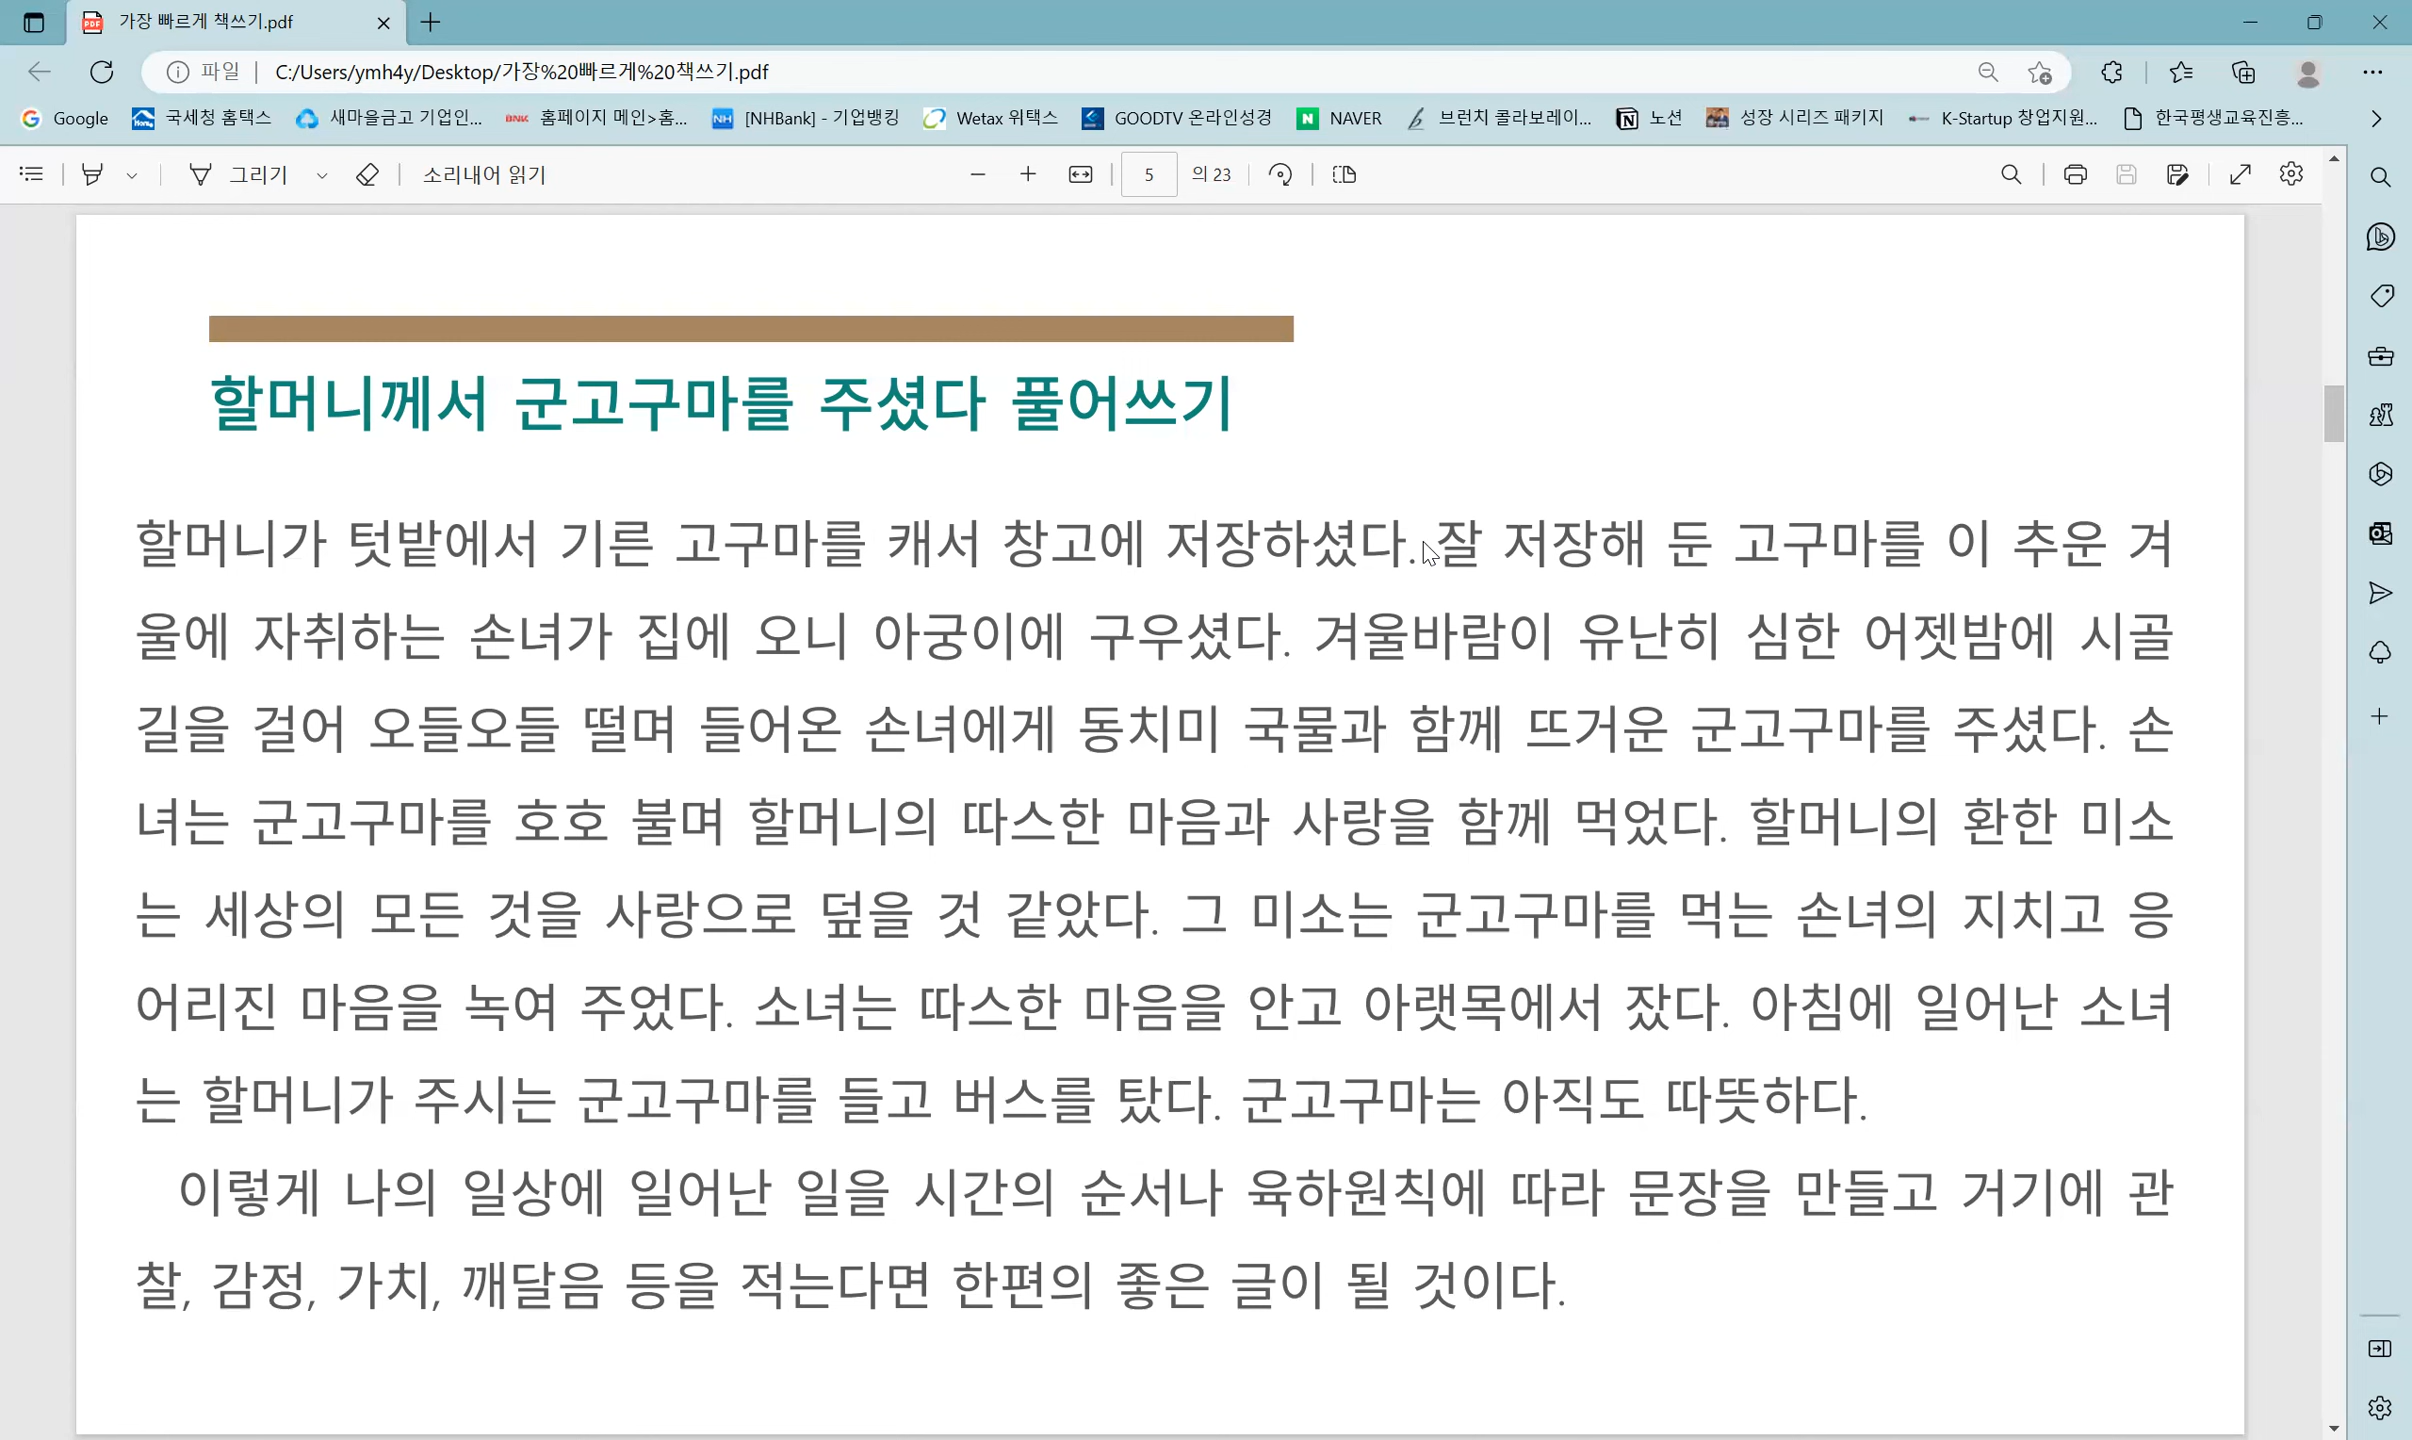 가장 빠르게 책쓰기.pdf
파일 C:/Users/ymh4y/Desktop/가장%20빠르게%20책쓰기.pdf
Google 국세청 홈택스 새마을금고 기업인... 홈페이지 메인>홈... [NHBank] - 기업뱅킹 Wetax 위택스 GOODTV 온라인성경 NAVER 브런치 콜라보레이... 노션 성장 시리즈 패키지 K-Startup 창업지원... 한국평생교육진흥...
그리기 소리내어 읽기 5 의 23
할머니께서 군고구마를 주셨다 풀어쓰기
할머니가 텃밭에서 기른 고구마를 캐서 창고에 저장하셨다. 잘 저장해 둔 고구마를 이 추운 겨
울에 자취하는 손녀가 집에 오니 아궁이에 구우셨다. 겨울바람이 유난히 심한 어젯밤에 시골
길을 걸어 오들오들 떨며 들어온 손녀에게 동치미 국물과 함께 뜨거운 군고구마를 주셨다. 손
녀는 군고구마를 호호 불며 할머니의 따스한 마음과 사랑을 함께 먹었다. 할머니의 환한 미소
는 세상의 모든 것을 사랑으로 덮을 것 같았다. 그 미소는 군고구마를 먹는 손녀의 지치고 응
어리진 마음을 녹여 주었다. 소녀는 따스한 마음을 안고 아랫목에서 잤다. 아침에 일어난 소녀
는 할머니가 주시는 군고구마를 들고 버스를 탔다. 군고구마는 아직도 따뜻하다.
이렇게 나의 일상에 일어난 일을 시간의 순서나 육하원칙에 따라 문장을 만들고 거기에 관
찰, 감정, 가치, 깨달음 등을 적는다면 한편의 좋은 글이 될 것이다.